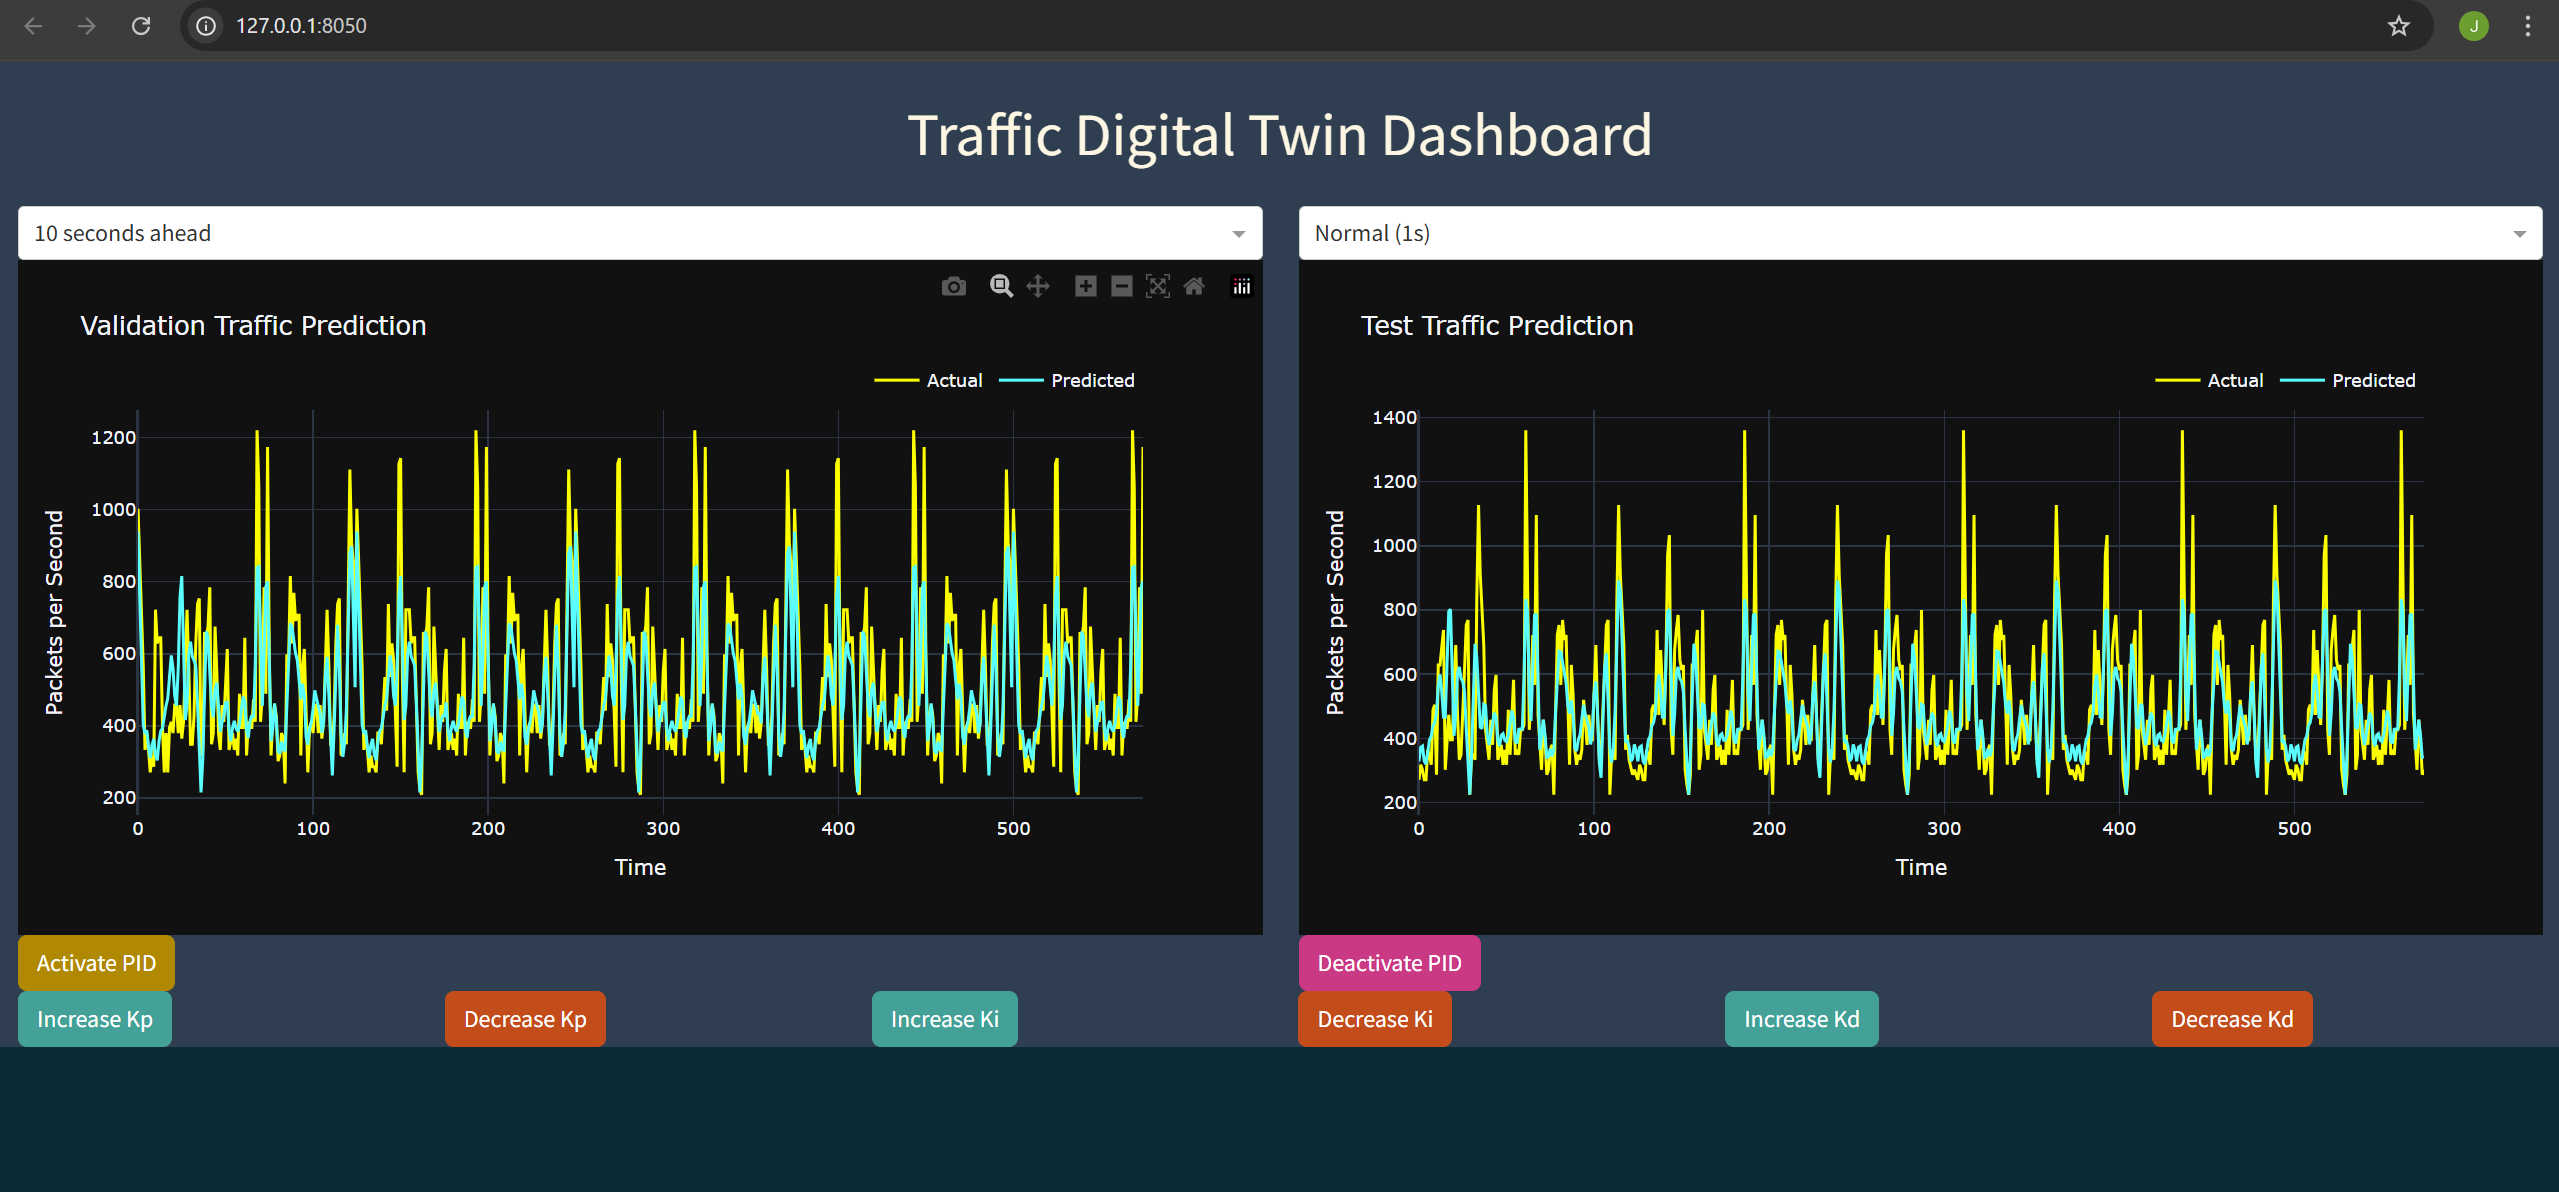 127.0.0.1:8050
J
Traffic Digital Twin Dashboard
10 seconds ahead
Normal (1s)
Validation Traffic Prediction
Actual
Predicted
Packets per Second
1200
1000
800
600
400
200
0
100
200
300
400
500
Time
Test Traffic Prediction
Actual
Predicted
Packets per Second
1400
1200
1000
800
600
400
200
0
100
200
300
400
500
Time
Activate PID
Deactivate PID
Increase Kp
Decrease Kp
Increase Ki
Decrease Ki
Increase Kd
Decrease Kd